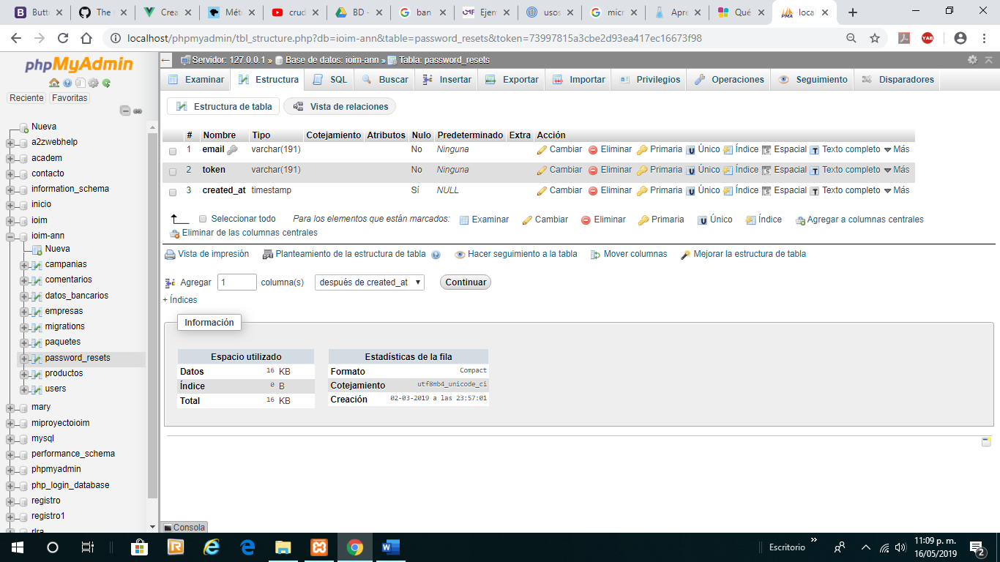 Butt
The
Crea
Mét
crud
BD -
ban
Ejen
usos
micr
Apre
Qué
loca
localhost/phpmyadmin/tbl_structure.php?db=ioim-ann&table=password_resets&token=73997815a3cbe2d93ea417ec16673f98
phpMyAdmin
Reciente Favoritas
Nueva
a2zwebhelp
academ
contacto
information_schema
inicio
ioim
ioim-ann
Nueva
campanias
comentarios
datos_bancarios
empresas
migrations
paquetes
password_resets
productos
users
mary
miproyectoioim
mysql
performance_schema
phpmyadmin
php_login_database
registro
registro1
rlra
Servidor: 127.0.0.1 » Base de datos: ioim-ann » Tabla: password_resets
Examinar Estructura SQL Buscar Insertar Exportar Importar Privilegios Operaciones Seguimiento Disparadores
Estructura de tabla Vista de relaciones
# Nombre Tipo Cotejamiento Atributos Nulo Predeterminado Extra Acción
1 email varchar(191) No Ninguna Cambiar Eliminar Primaria Único Índice Espacial Texto completo Más
2 token varchar(191) No Ninguna Cambiar Eliminar Primaria Único Índice Espacial Texto completo Más
3 created_at timestamp Sí NULL Cambiar Eliminar Primaria Único Índice Espacial Texto completo Más
Seleccionar todo Para los elementos que están marcados: Examinar Cambiar Eliminar Primaria Único Índice Agregar a columnas centrales
Eliminar de las columnas centrales
Vista de impresión Planteamiento de la estructura de tabla Hacer seguimiento a la tabla Mover columnas Mejorar la estructura de tabla
Agregar 1 columna(s) después de created_at Continuar
+ Índices
Información
Espacio utilizado
Datos 16 KB
Índice 0 B
Total 16 KB
Estadísticas de la fila
Formato Compact
Cotejamiento utf8mb4_unicode_ci
Creación 02-03-2019 a las 23:57:01
Consola
Escritorio
11:09 p. m.
16/05/2019
2